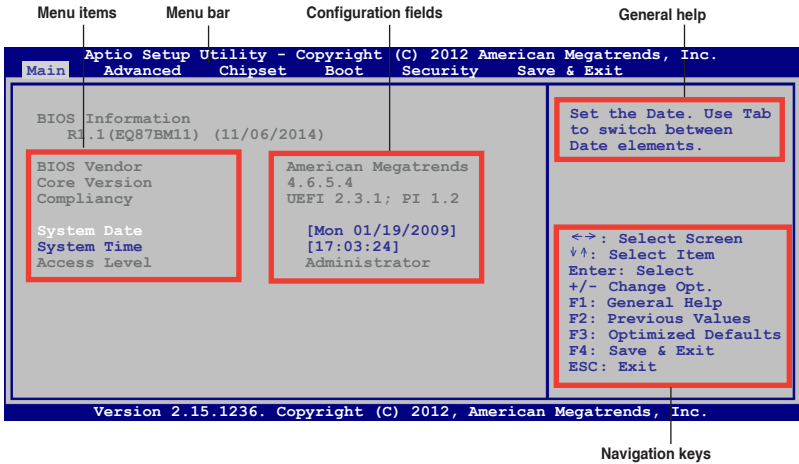 Menu items Menu bar Configuration fields General help
Aptio Setup Utility - Copyright (C) 2012 American Megatrends, Inc.
Main Advanced Chipset Boot Security Save & Exit
BIOS Information
R1.1(EQ87BM11) (11/06/2014)
BIOS Vendor American Megatrends
Core Version 4.6.5.4
Compliancy UEFI 2.3.1; PI 1.2
System Date [Mon 01/19/2009]
System Time [17:03:24]
Access Level Administrator
Set the Date. Use Tab
to switch between
Date elements.
←→: Select Screen
↓↑: Select Item
Enter: Select
+/- Change Opt.
F1: General Help
F2: Previous Values
F3: Optimized Defaults
F4: Save & Exit
ESC: Exit
Version 2.15.1236. Copyright (C) 2012, American Megatrends, Inc.
Navigation keys